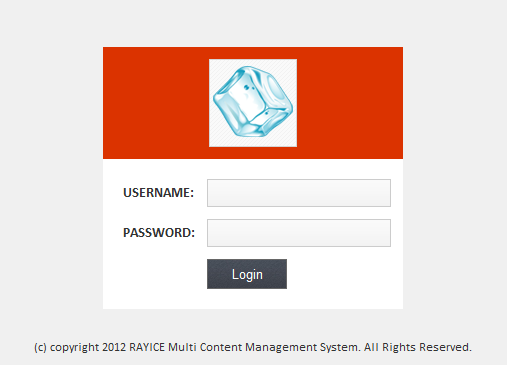 USERNAME:
PASSWORD:
Login
(c) copyright 2012 RAYICE Multi Content Management System. All Rights Reserved.